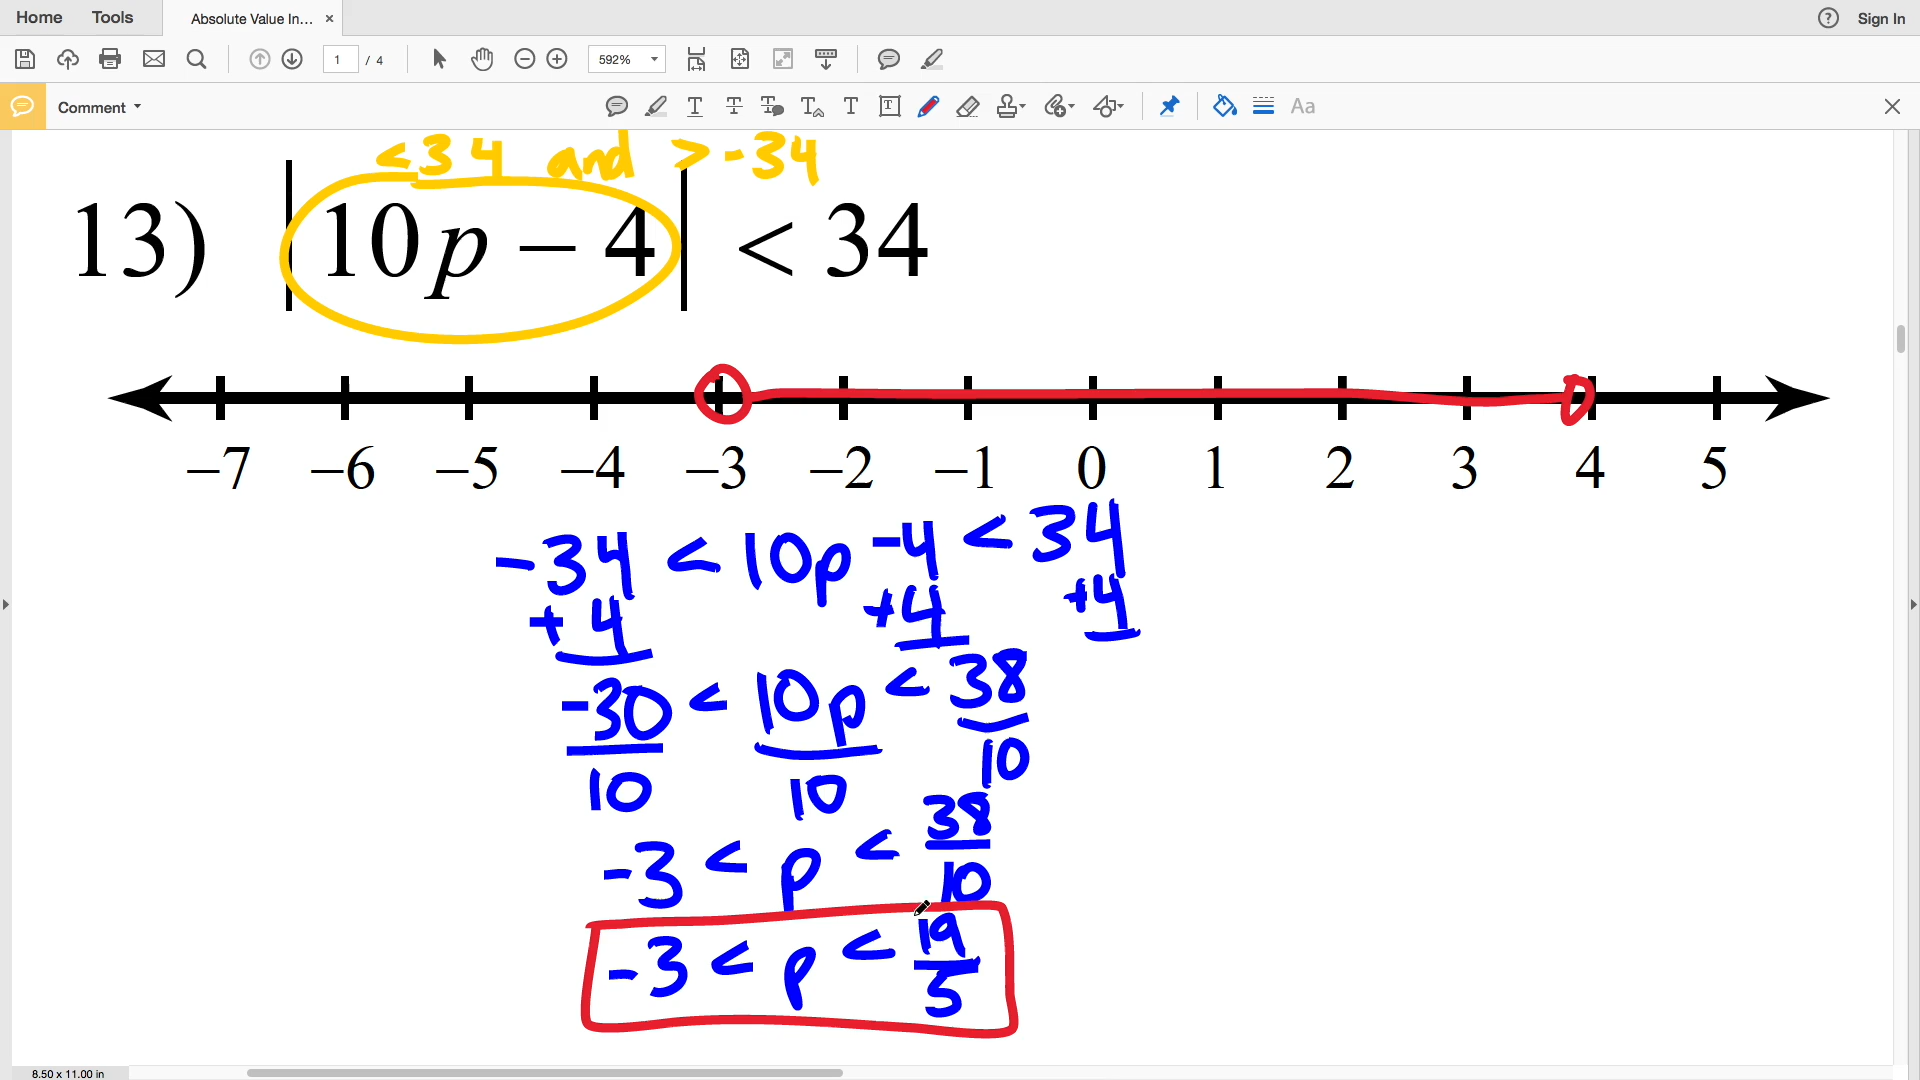 Home Tools Absolute Value In... × ? Sign In
1 / 4 592%
Comment T T T T T T Aa
<34 and >-34
13) |10p − 4| < 34
−7 −6 −5 −4 −3 −2 −1 0 1 2 3 4 5
-34 < 10p -4 < 34
+4 +4 +4
-30 < 10p < 38
10 10 10
-3 < p < 38/10
-3 < p < 19/5
8.50 x 11.00 in